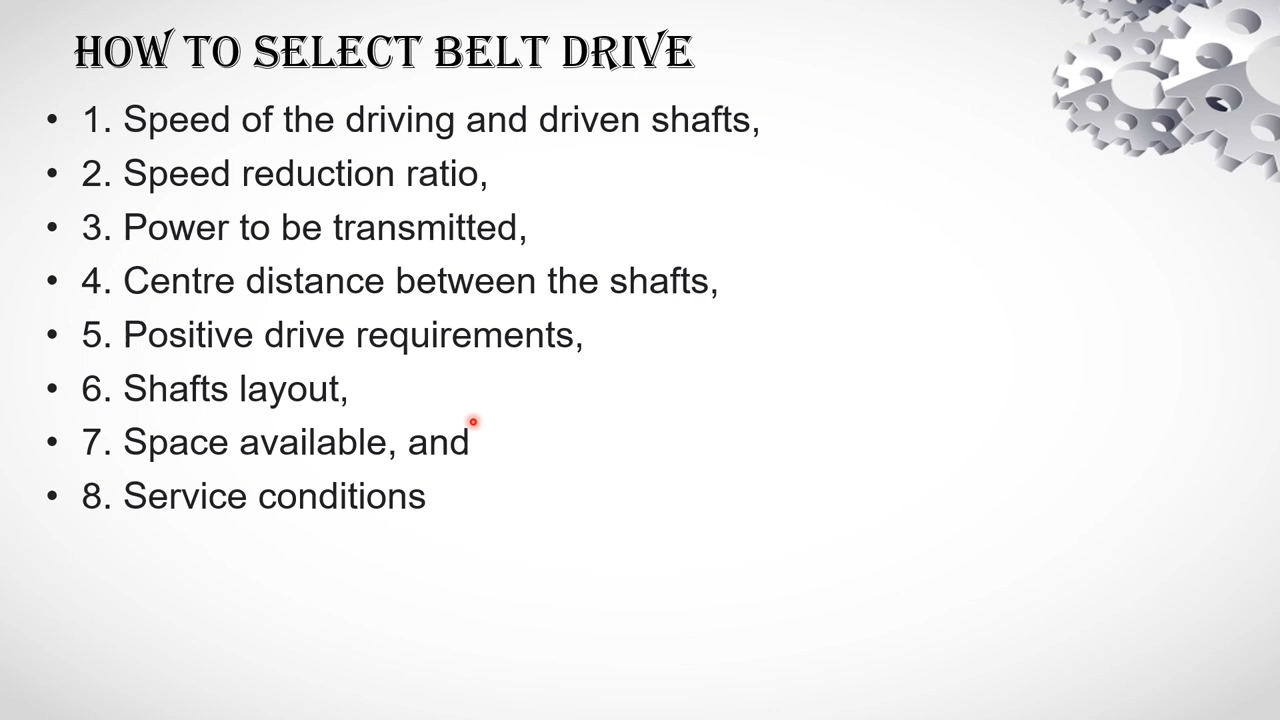 HOW TO SELECT BELT DRIVE
• 1. Speed of the driving and driven shafts,
• 2. Speed reduction ratio,
• 3. Power to be transmitted,
• 4. Centre distance between the shafts,
• 5. Positive drive requirements,
• 6. Shafts layout,
• 7. Space available, and
• 8. Service conditions